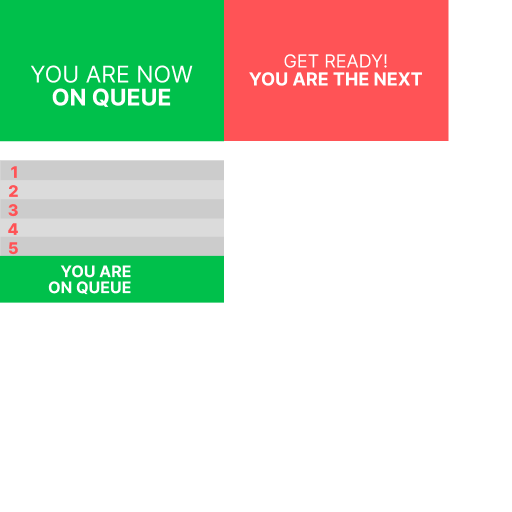 YOU ARE NOW
ON QUEUE
GET READY!
YOU ARE THE NEXT
1
2
3
4
5
YOU ARE
ON QUEUE